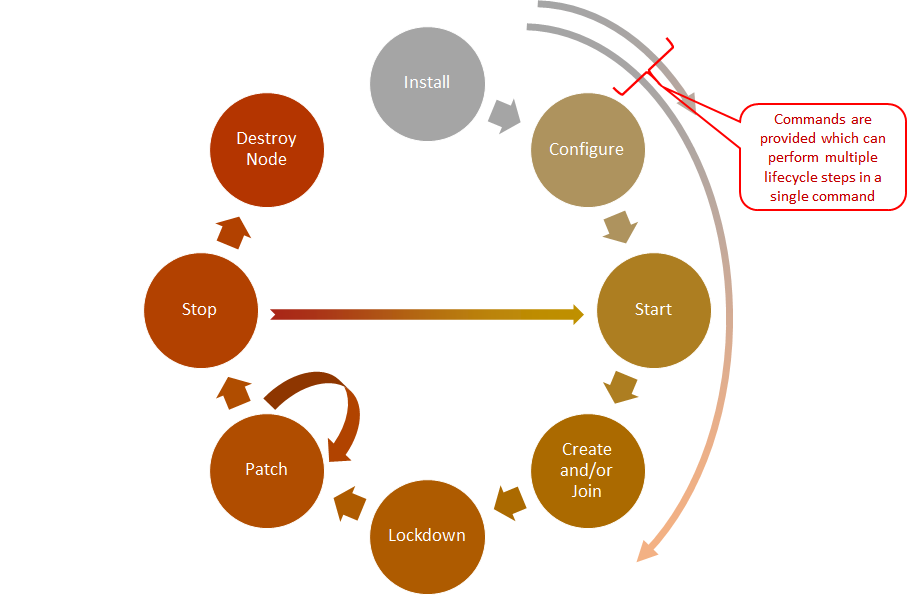 Install
Configure
Start
Create
and/or
Join
Lockdown
Patch
Stop
Destroy
Node
Commands are
provided which can
perform multiple
lifecycle steps in a
single command